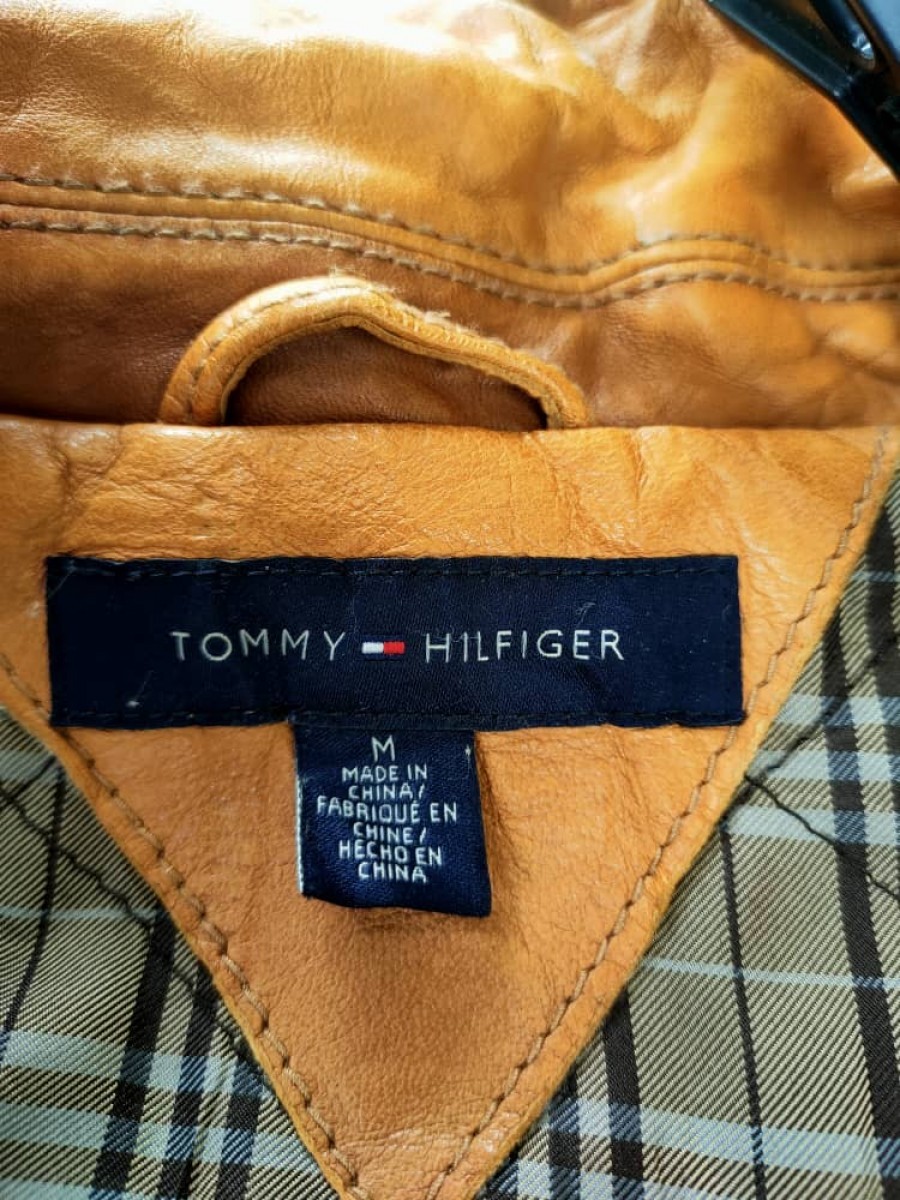 TOMMY HILFIGER
M
MADE IN
CHINA/
FABRIQUÉ EN
CHINE/
HECHO EN
CHINA